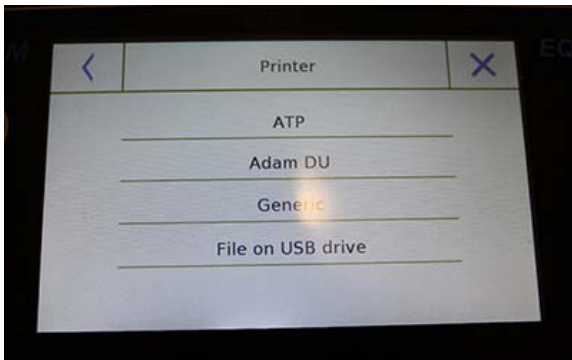 Printer
ATP
Adam DU
Generic
File on USB drive